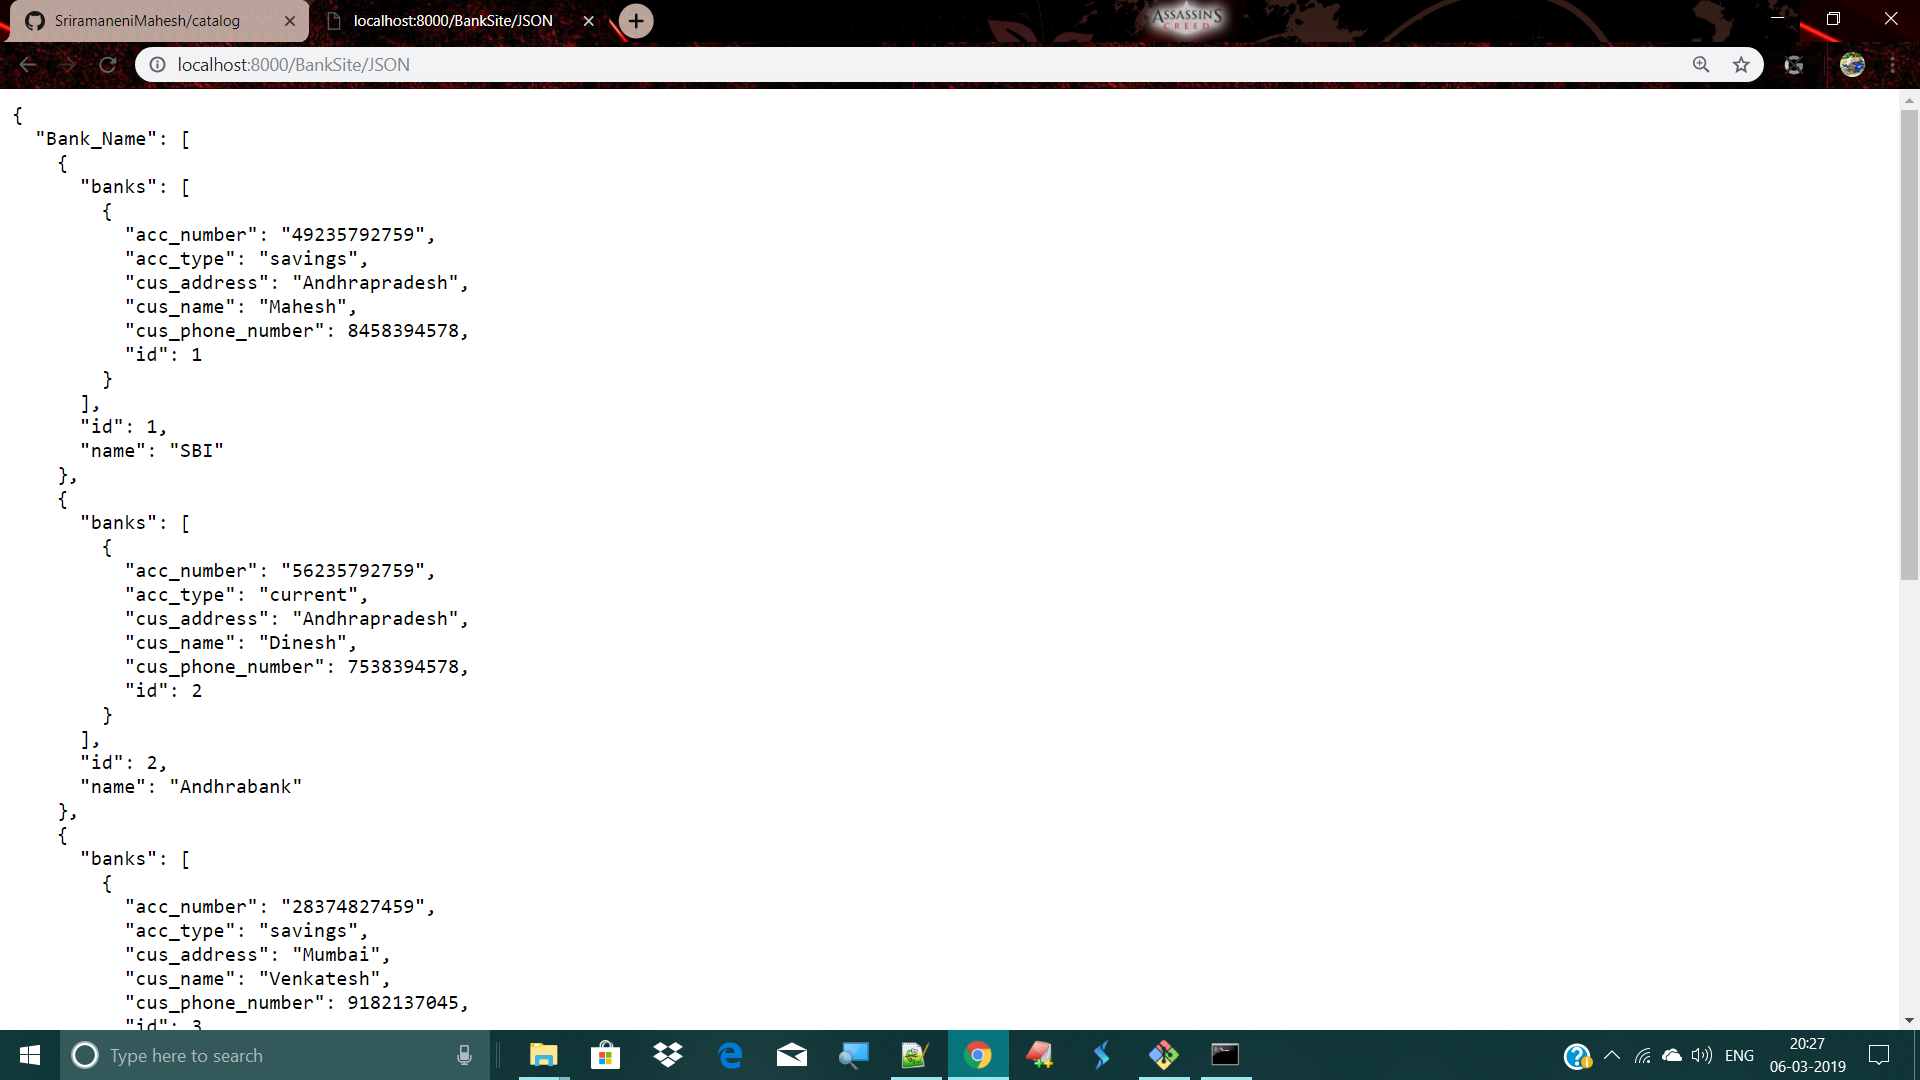 SriramaneniMahesh/catalog
localhost:8000/BankSite/JSON
ASSASSIN'S
CREED
localhost:8000/BankSite/JSON
{
"Bank_Name": [
{
"banks": [
{
"acc_number": "49235792759",
"acc_type": "savings",
"cus_address": "Andhrapradesh",
"cus_name": "Mahesh",
"cus_phone_number": 8458394578,
"id": 1
}
],
"id": 1,
"name": "SBI"
},
{
"banks": [
{
"acc_number": "56235792759",
"acc_type": "current",
"cus_address": "Andhrapradesh",
"cus_name": "Dinesh",
"cus_phone_number": 7538394578,
"id": 2
}
],
"id": 2,
"name": "Andhrabank"
},
{
"banks": [
{
"acc_number": "28374827459",
"acc_type": "savings",
"cus_address": "Mumbai",
"cus_name": "Venkatesh",
"cus_phone_number": 9182137045,
"id": 3
Type here to search
ENG
20:27
06-03-2019